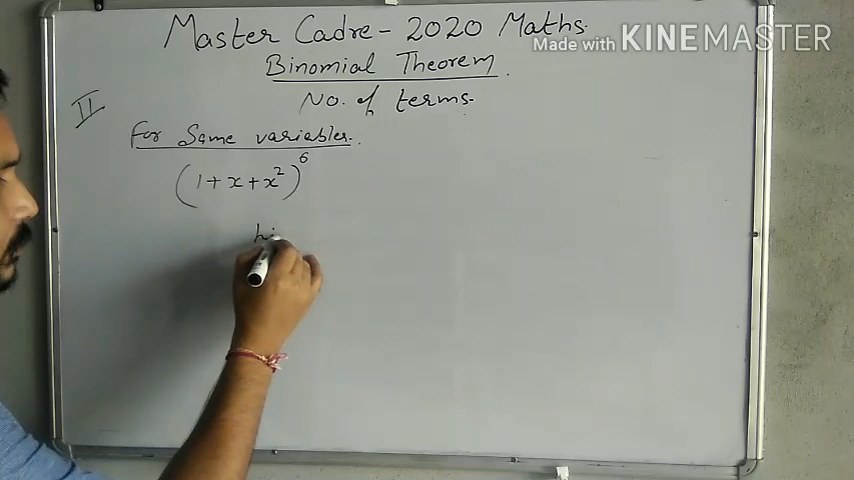 Master Cadre - 2020 Maths.
Made with KINEMASTER
Binomial Theorem.
No. of terms.
II
For Same variables.
(1 + x + x²)⁶
hi